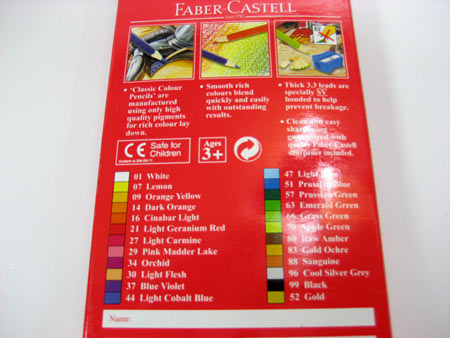 FABER-CASTELL
• 'Classic Colour
Pencils' are
manufactured
using only high
quality pigments
for rich colour lay
down.
• Smooth rich
colours blend
quickly and easily
with outstanding
results.
• Thick 3.3 leads are
specially SV
bonded to help
prevent breakage.
• Clean and easy
sharpening
guaranteed with
quality Faber-Castell
sharpener included.
CE Safe for
Children
Ages
3+
01 White
07 Lemon
09 Orange Yellow
14 Dark Orange
16 Cinabar Light
21 Light Geranium Red
27 Light Carmine
29 Pink Madder Lake
34 Orchid
30 Light Flesh
37 Blue Violet
44 Light Cobalt Blue
47 Light
51 Prussian Blue
57 Prussian Green
63 Emerald Green
66 Grass Green
70 Apple Green
80 Raw Amber
83 Gold Ochre
88 Sanguine
96 Cool Silver Grey
99 Black
52 Gold
Name: